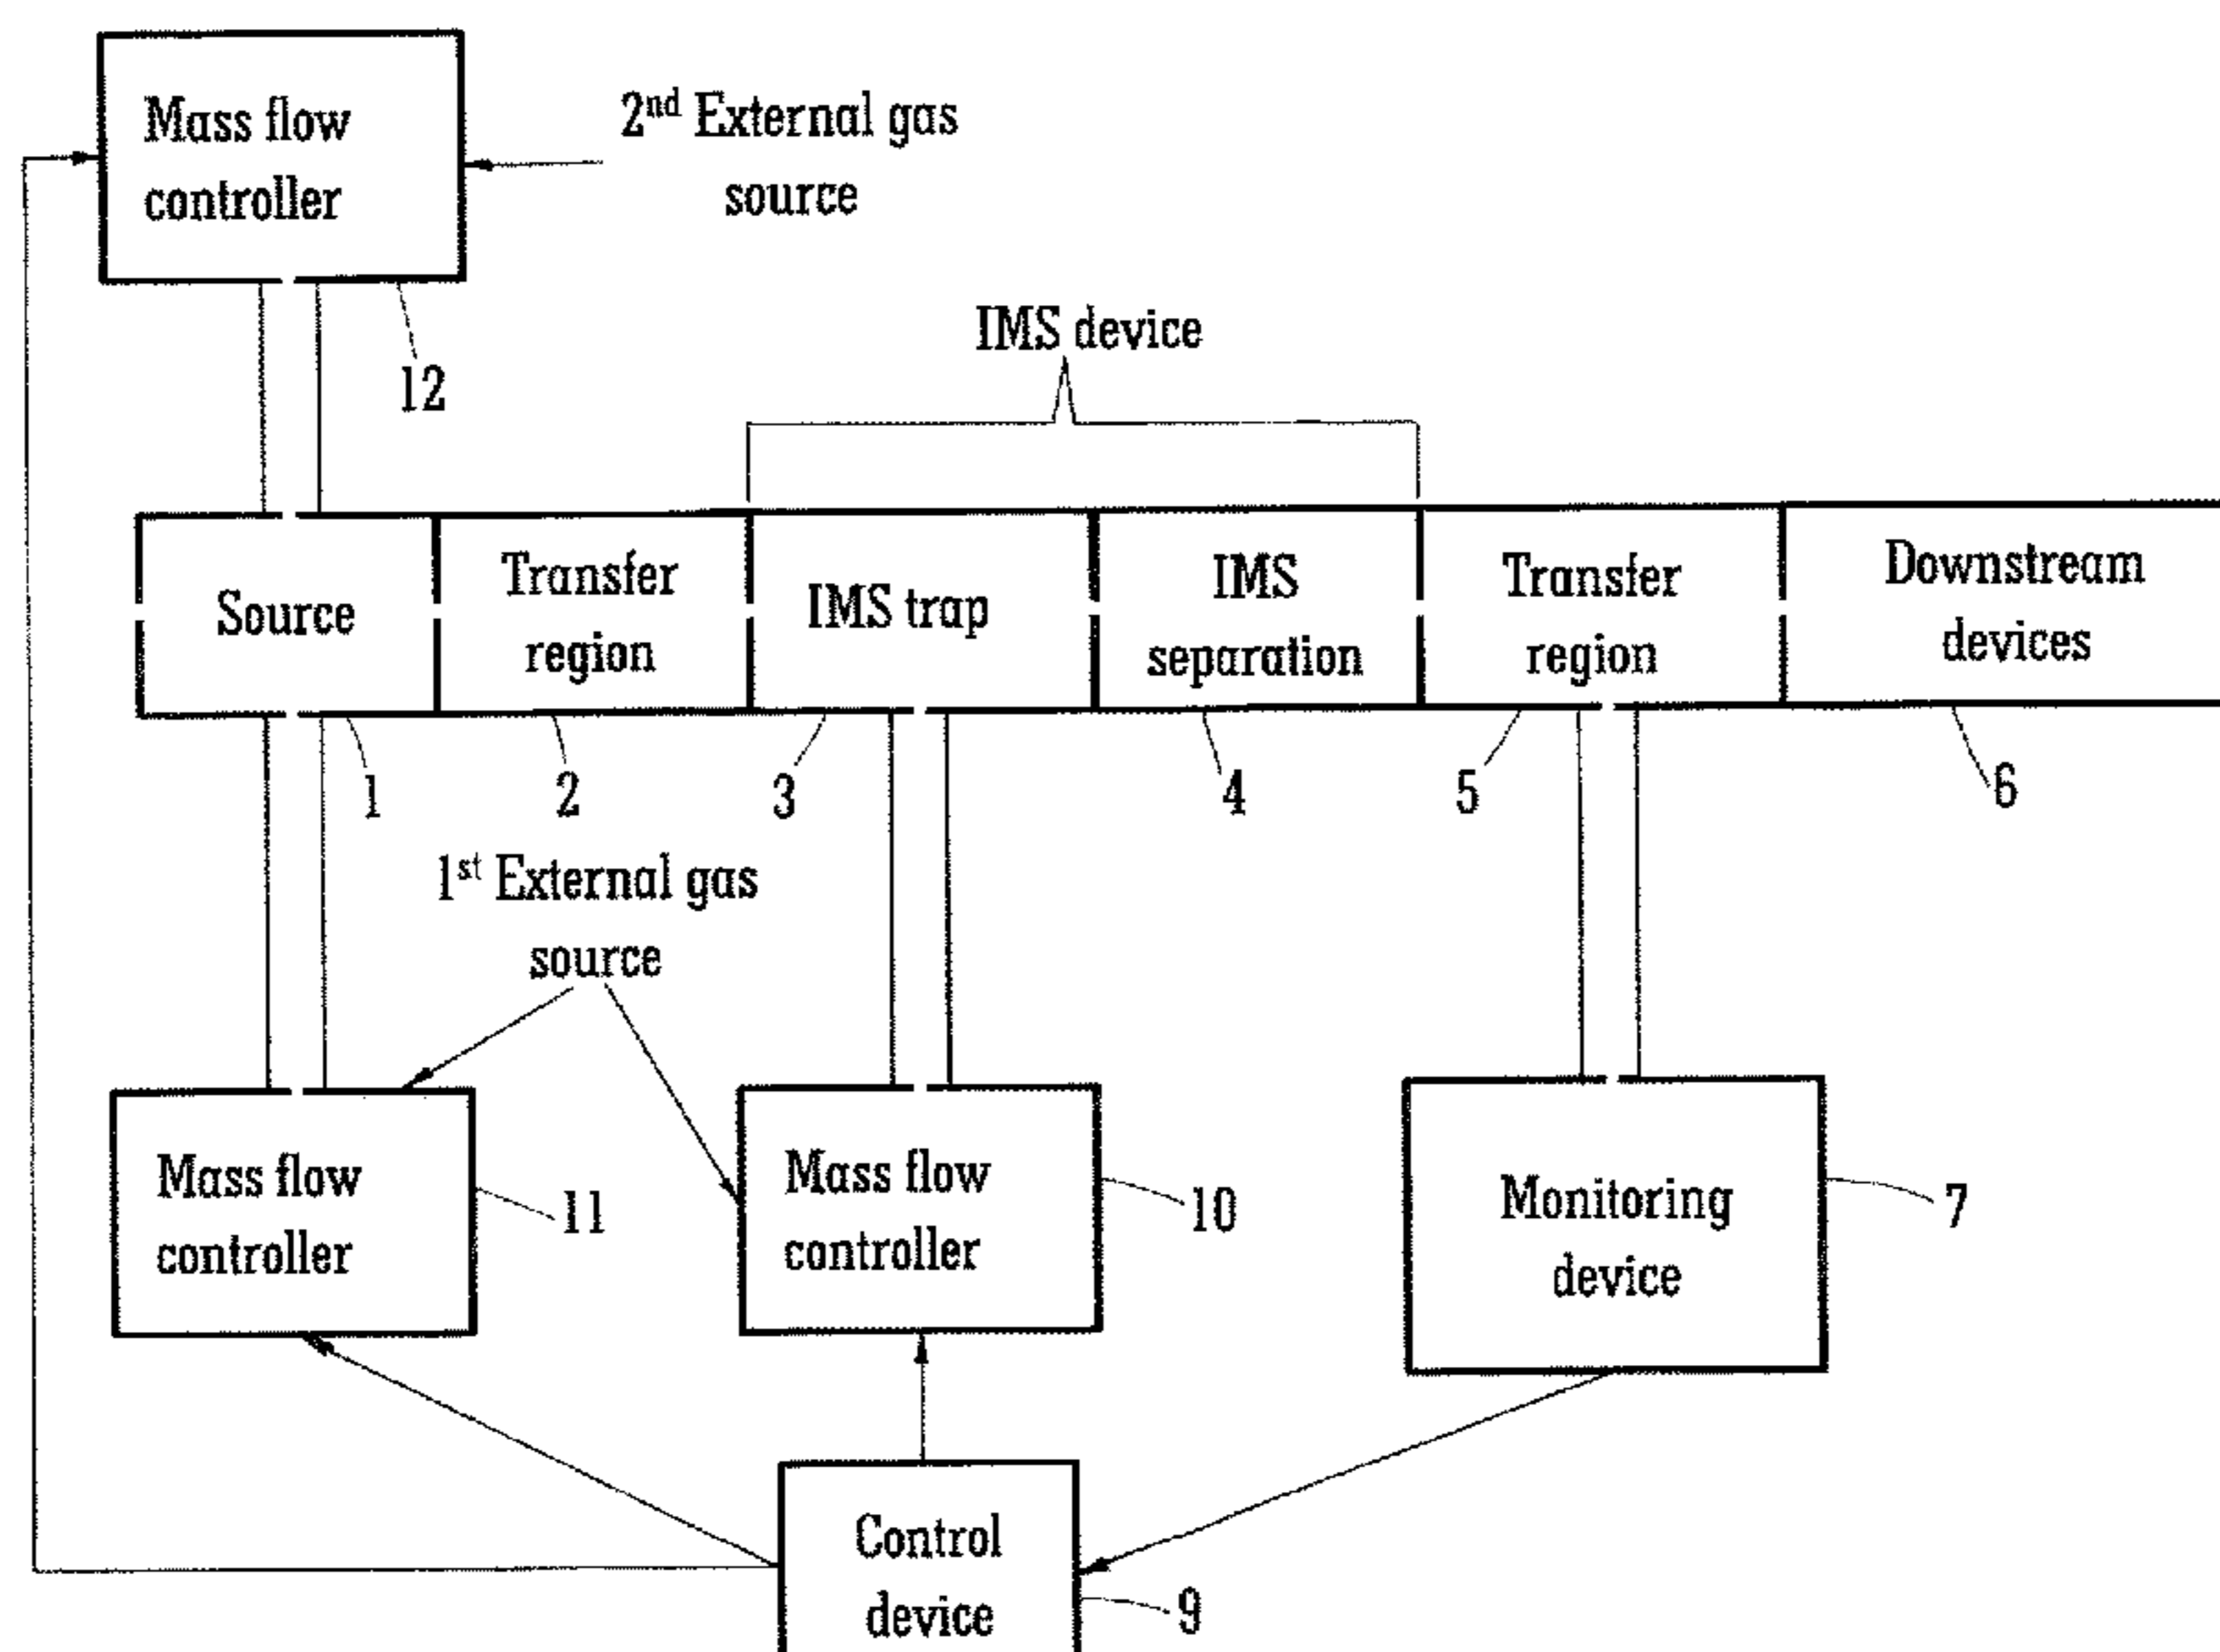 Mass flow
controller
2nd External gas
source
12
IMS device
Source
Transfer
region
IMS trap
IMS
separation
Transfer
region
Downstream
devices
1
2
3
4
5
6
1st External gas
source
Mass flow
controller
11
Mass flow
controller
10
Monitoring
device
7
Control
device
9